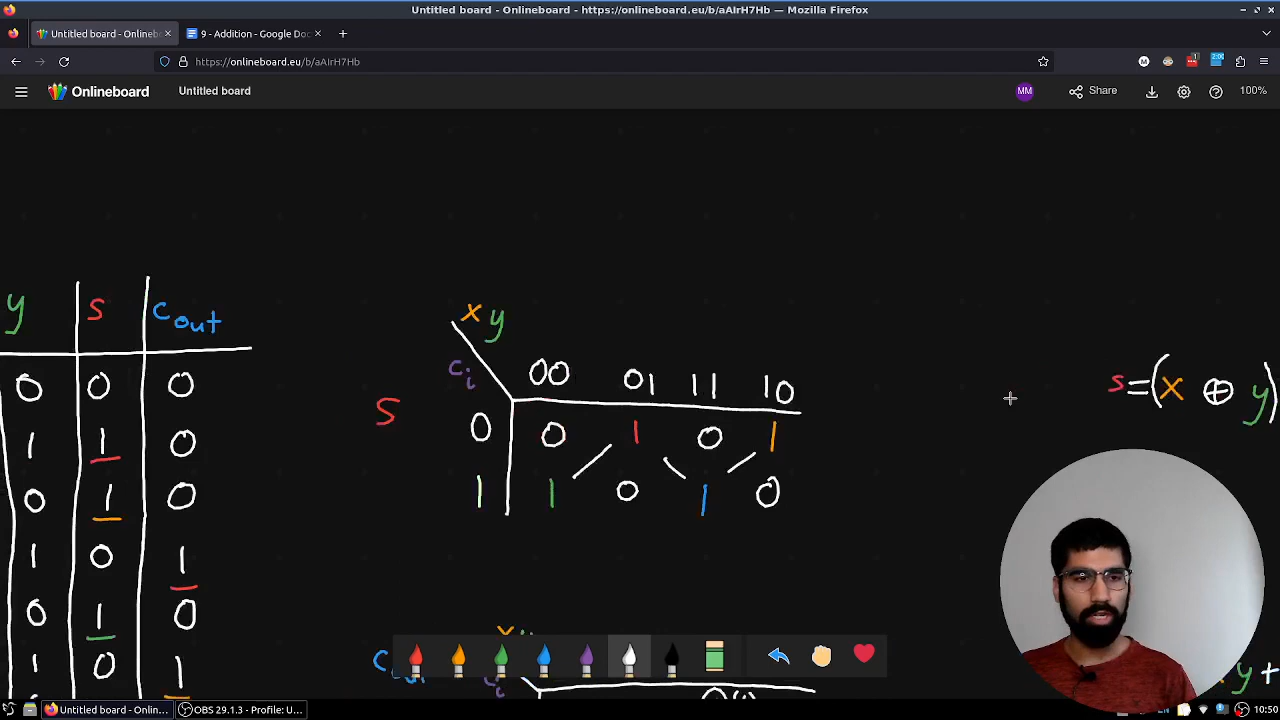 Untitled board - Onlineboard - https://onlineboard.eu/b/aAIrH7Hb — Mozilla Firefox
Untitled board - Onlineb
9 - Addition - Google Doc
https://onlineboard.eu/b/aAIrH7Hb
Onlineboard
Untitled board
MM
Share
100%
y s c out
0 0 0
1 1 0
0 1 0
1 0 1
0 1 0
1 0 1
x y
c i
00 01 11 10
S
0 0 1 0 1
1 1 0 1 0
s=(x ⊕ y)
y +
Untitled board - Onlin...
OBS 29.1.3 - Profile: U...
EN
10:50